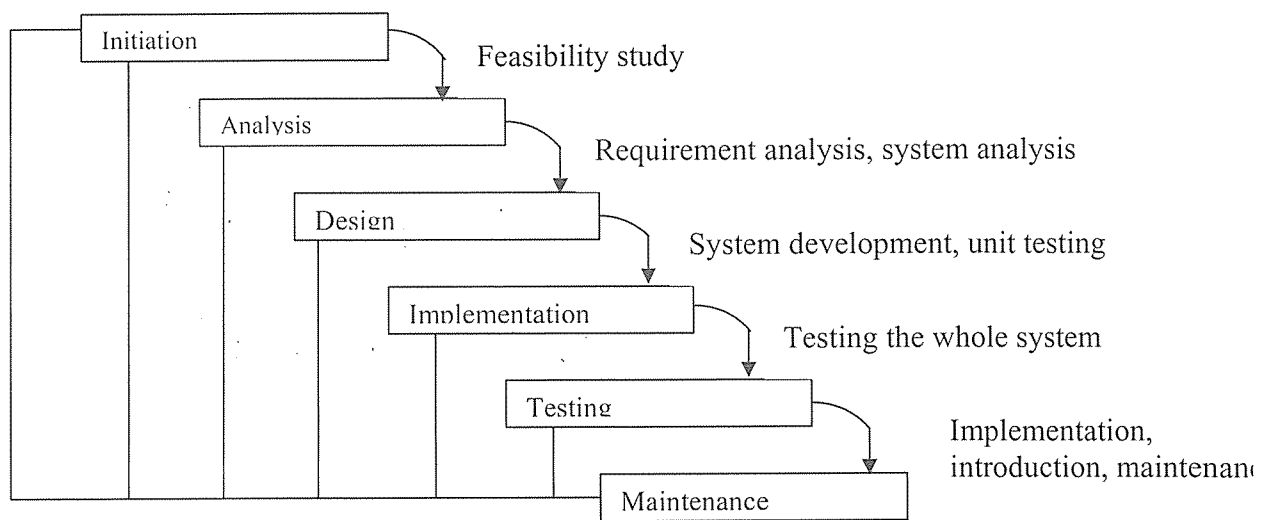 Initiation
Feasibility study
Analysis
Requirement analysis, system analysis
Design
System development, unit testing
Implementation
Testing the whole system
Testing
Implementation,
introduction, maintenan
Maintenance